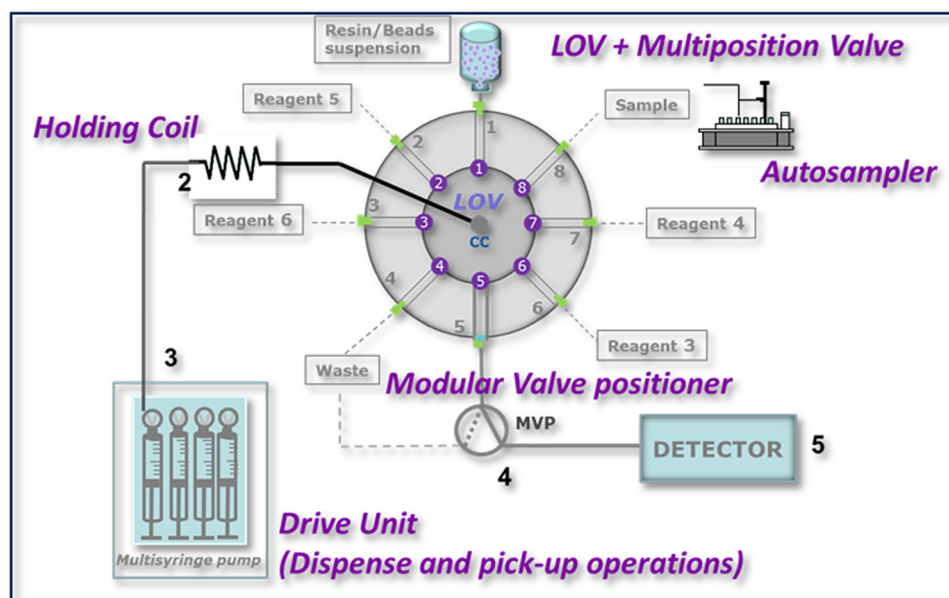 Resin/Beads
suspension
LOV + Multiposition Valve
Reagent 5
Sample
Holding Coil
Autosampler
2
1
2
8
1
2
8
LOV
Reagent 6
3
3
7
7
Reagent 4
CC
4
6
5
4
6
5
Reagent 3
3
Waste
Modular Valve positioner
MVP
4
DETECTOR
5
Multisyringe pump
Drive Unit
(Dispense and pick-up operations)